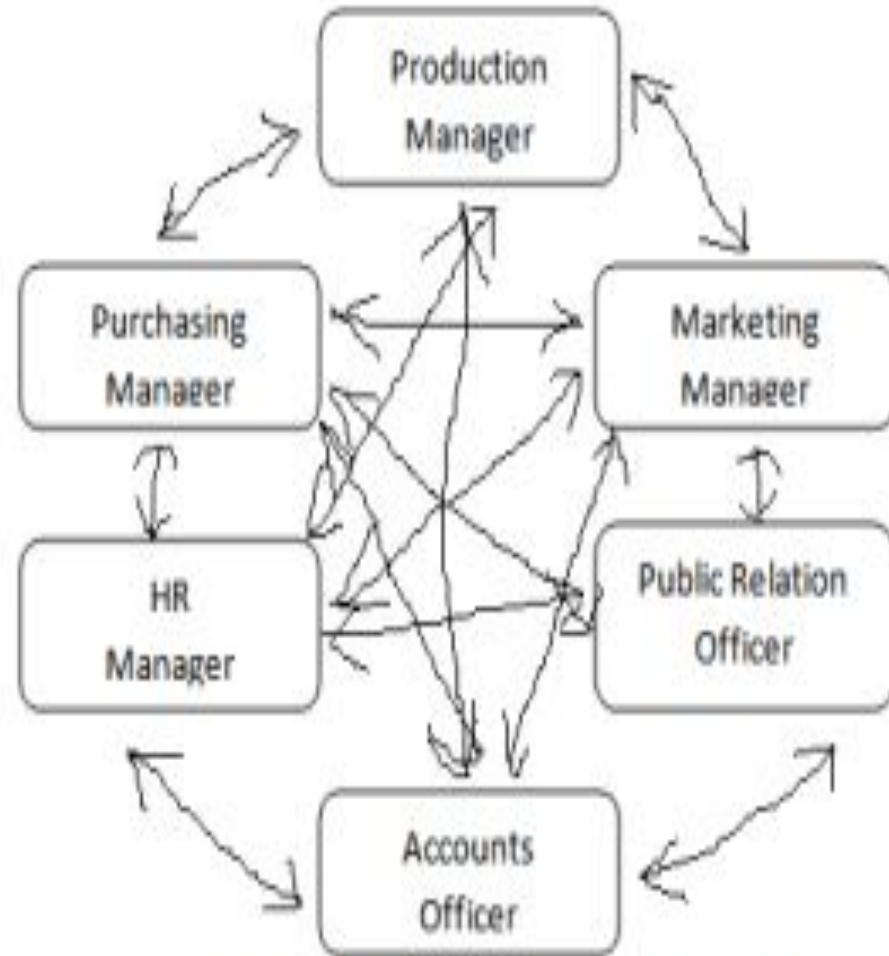 Production
Manager
Purchasing
Manager
Marketing
Manager
HR
Manager
Public Relation
Officer
Accounts
Officer